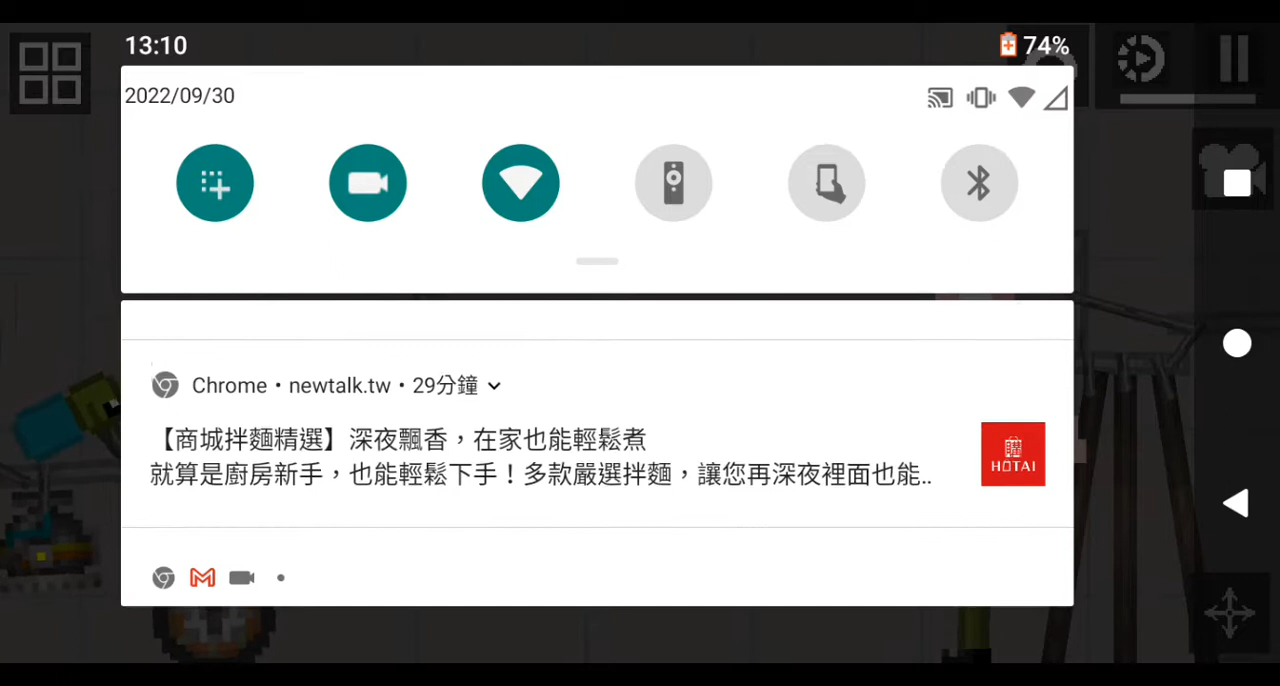 13:10
74%
2022/09/30
Chrome • newtalk.tw • 29分鐘
【商城拌麵精選】深夜飄香，在家也能輕鬆煮
就算是廚房新手，也能輕鬆下手！多款嚴選拌麵，讓您再深夜裡面也能..
購
HOTAI